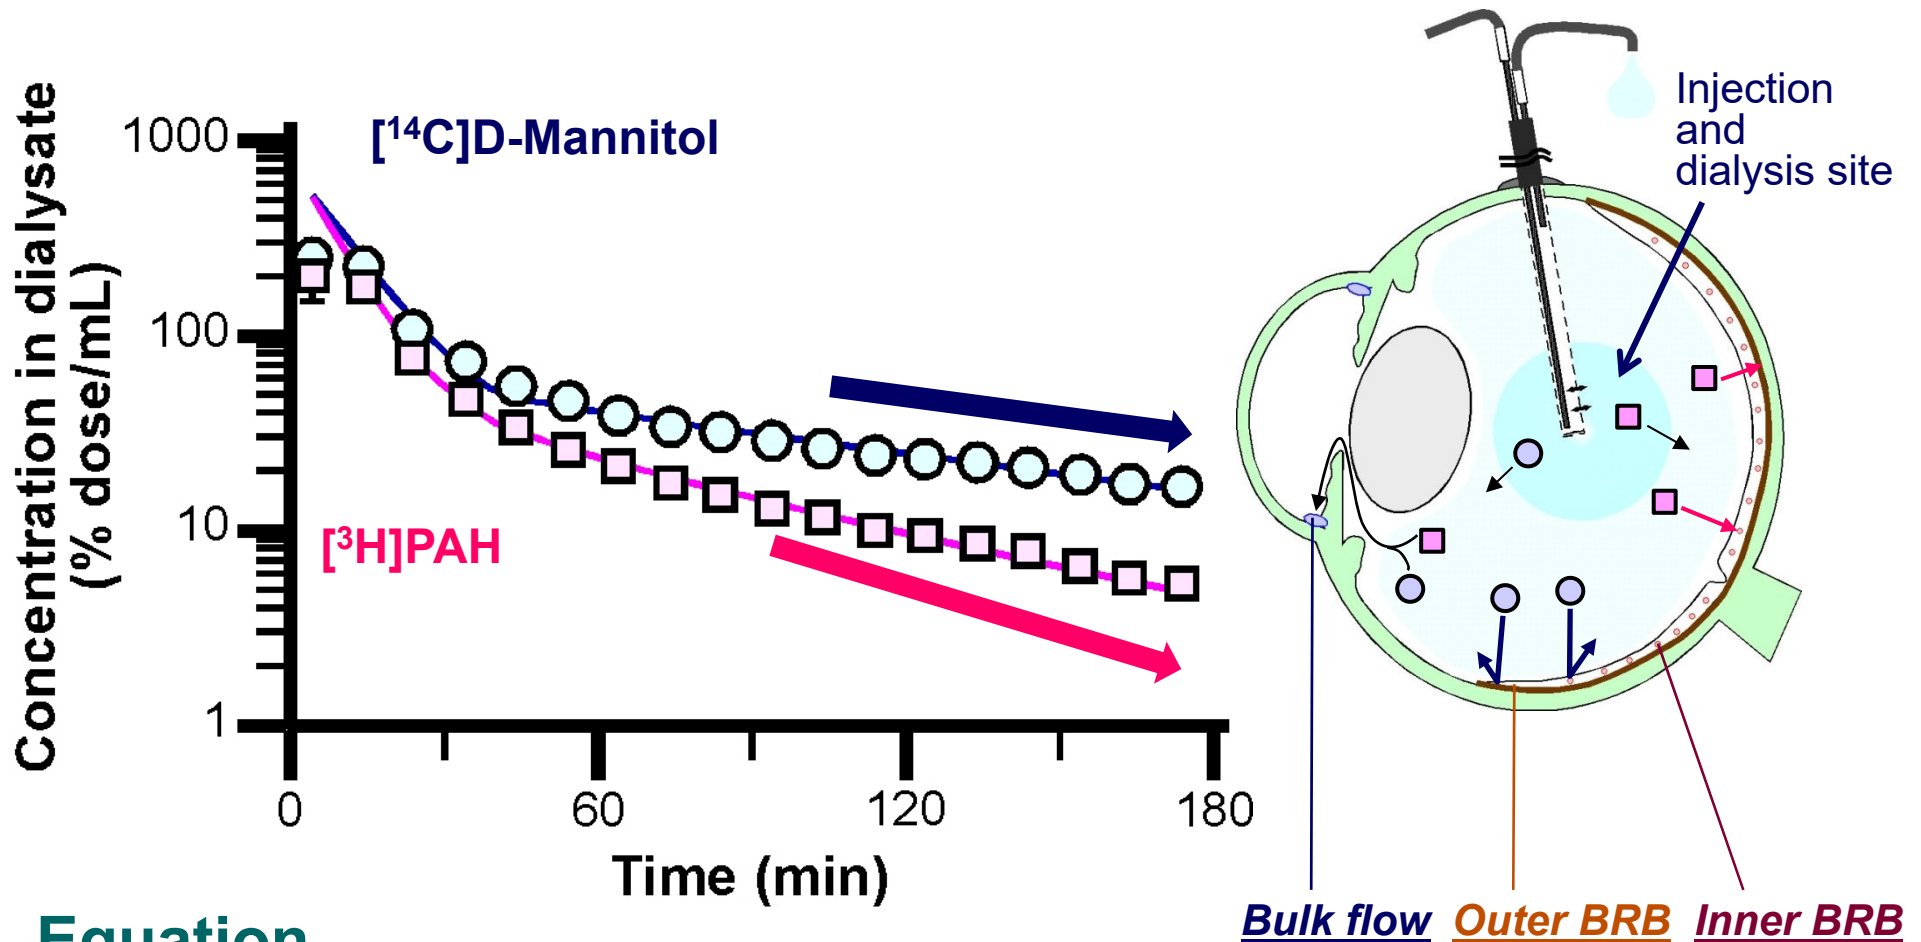 Concentration in dialysate
(% dose/mL)
1000
100
10
1
[¹⁴C]D-Mannitol
[³H]PAH
0
60
120
180
Time (min)
Injection
and
dialysis site
Bulk flow
Outer BRB
Inner BRB
Equation